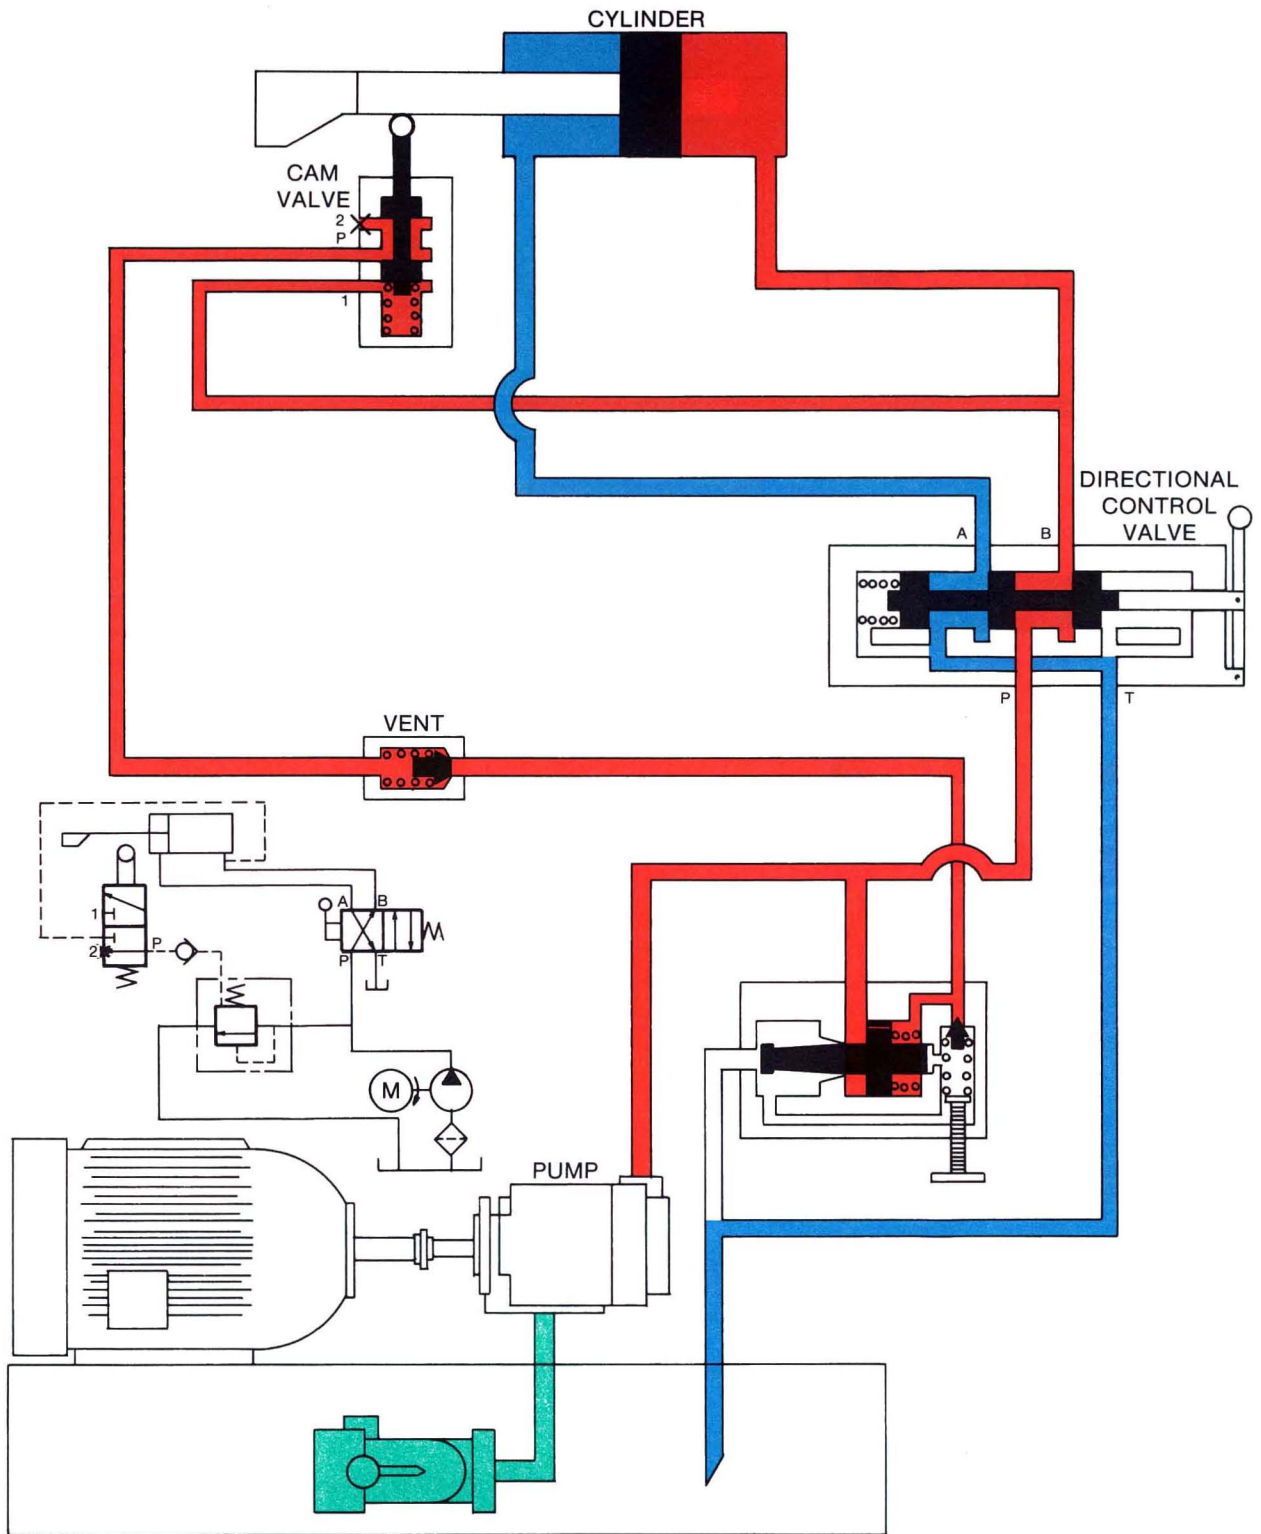 CYLINDER
CAM
VALVE
2
P
1
DIRECTIONAL
CONTROL
VALVE
A
B
P
T
VENT
A
B
1
2
P
P
T
M
PUMP